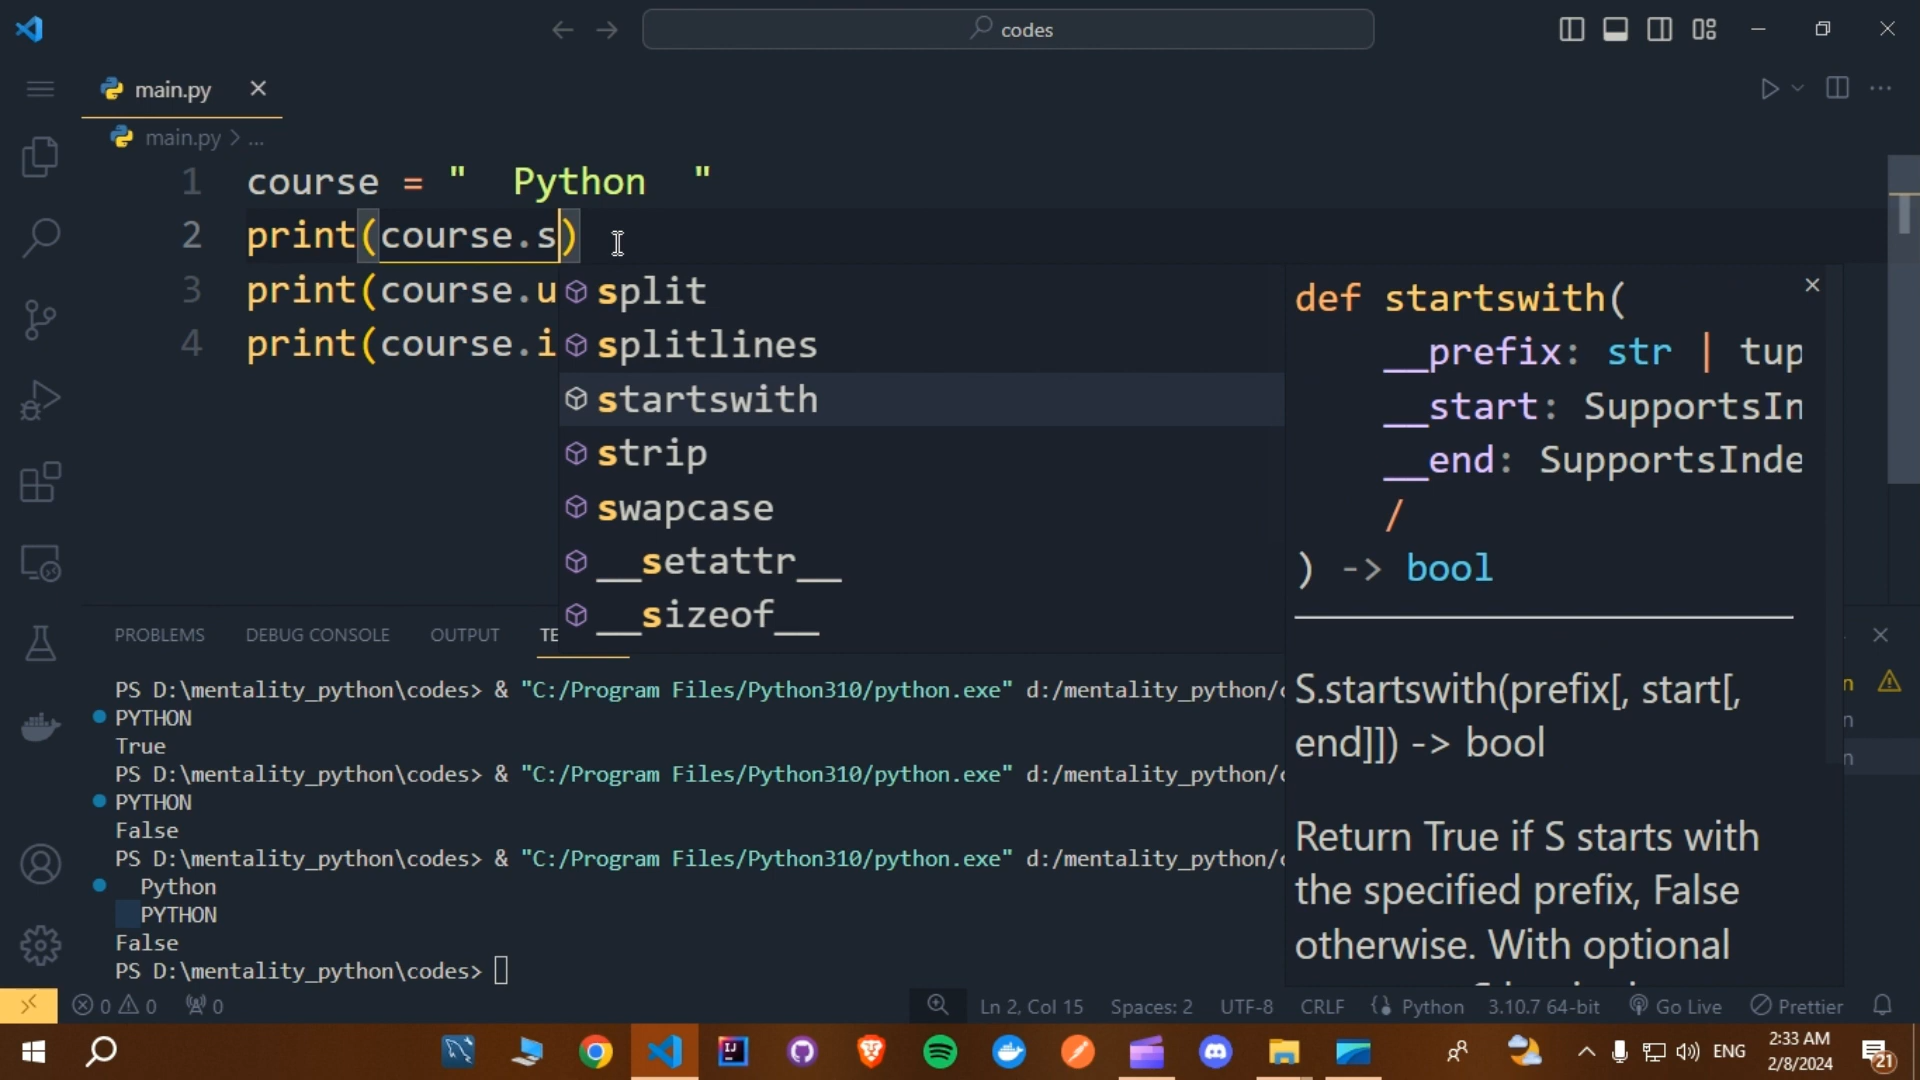 codes
main.py
main.py > ...
1 course = "  Python  "
2 print(course.s)
3 print(course.u
4 print(course.i
split
splitlines
startswith
strip
swapcase
__setattr__
__sizeof__
def startswith(
__prefix: str | tup
__start: SupportsIn
__end: SupportsInde
/
) -> bool
S.startswith(prefix[, start[,
end]]) -> bool
Return True if S starts with
the specified prefix, False
otherwise. With optional
PROBLEMS DEBUG CONSOLE OUTPUT TE
PS D:\mentality_python\codes> & "C:/Program Files/Python310/python.exe" d:/mentality_python/c
PYTHON
True
PS D:\mentality_python\codes> & "C:/Program Files/Python310/python.exe" d:/mentality_python/c
PYTHON
False
PS D:\mentality_python\codes> & "C:/Program Files/Python310/python.exe" d:/mentality_python/c
  Python
  PYTHON
False
PS D:\mentality_python\codes>
0 0 0 Ln 2, Col 15 Spaces: 2 UTF-8 CRLF Python 3.10.7 64-bit Go Live Prettier
ENG 2:33 AM
2/8/2024
21